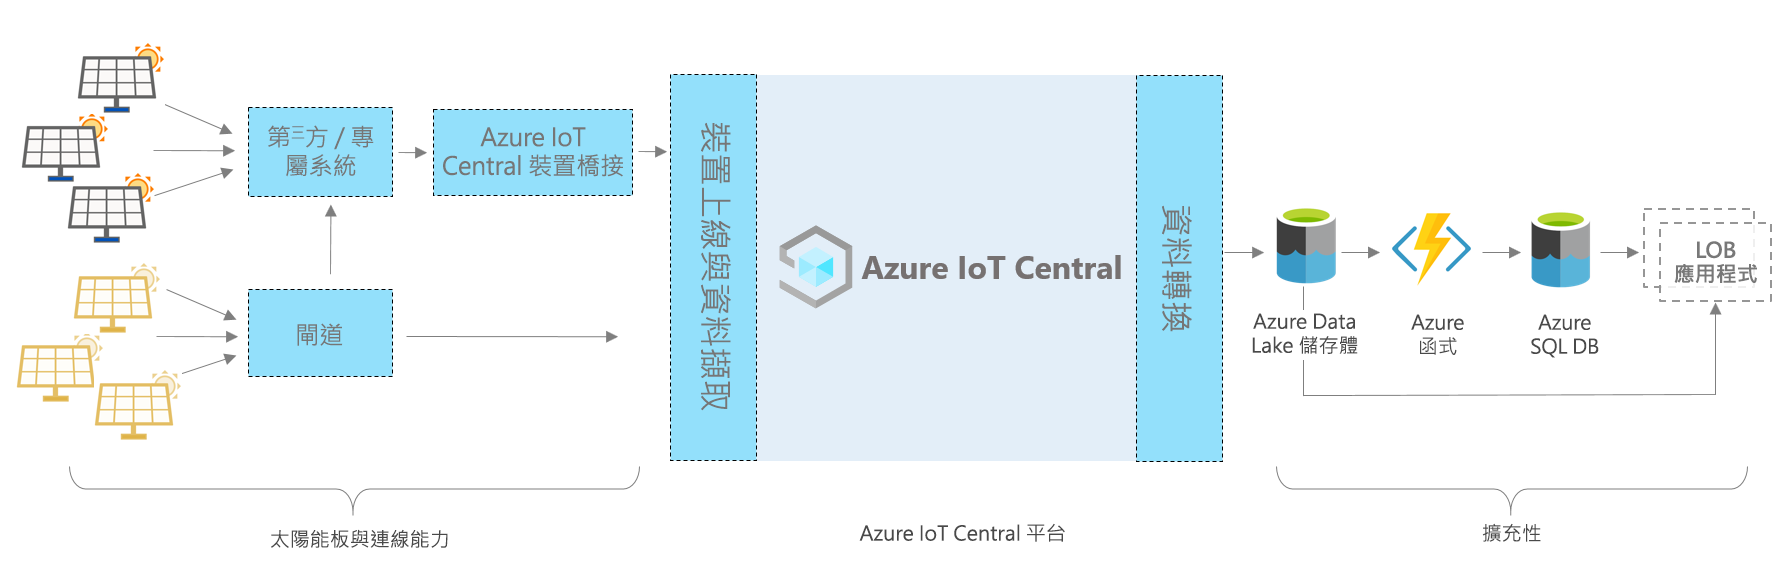 第三方 / 專
屬系統
Azure IoT
Central 裝置橋接
閘道
裝置上線與資料擷取
Azure IoT Central
資料轉換
Azure Data
Lake 儲存體
Azure
函式
Azure
SQL DB
LOB
應用程式
太陽能板與連線能力
Azure IoT Central 平台
擴充性